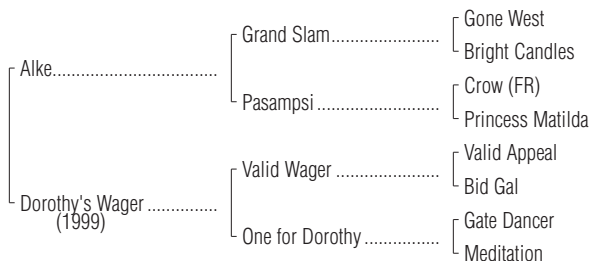 Gone West
Grand Slam........................
Bright Candles
Alke..................................
Crow (FR)
Pasampsi ...........................
Princess Matilda
Valid Appeal
Valid Wager .......................
Bid Gal
Dorothy's Wager ...............
(1999)
Gate Dancer
One for Dorothy .................
Meditation